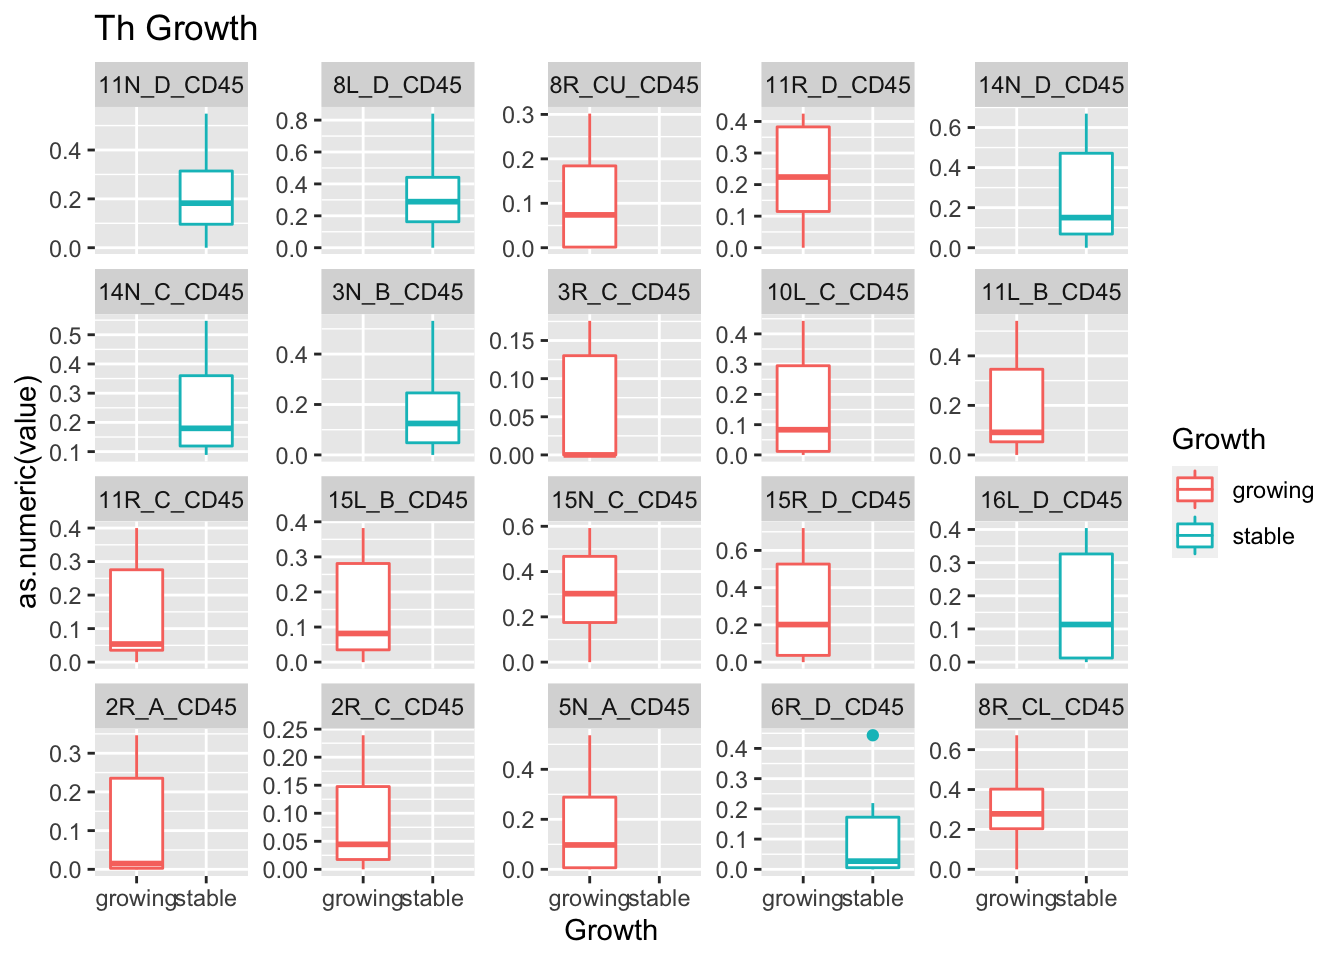 Th Growth
11N_D_CD45 8L_D_CD45 8R_CU_CD45 11R_D_CD45 14N_D_CD45
0.4 0.2 0.0
0.8 0.6 0.4 0.2 0.0
0.3 0.2 0.1 0.0
0.4 0.3 0.2 0.1 0.0
0.6 0.4 0.2 0.0
14N_C_CD45 3N_B_CD45 3R_C_CD45 10L_C_CD45 11L_B_CD45
0.5 0.4 0.3 0.2 0.1
0.4 0.2 0.0
0.15 0.10 0.05 0.00
0.4 0.3 0.2 0.1 0.0
0.4 0.2 0.0
as.numeric(value)
11R_C_CD45 15L_B_CD45 15N_C_CD45 15R_D_CD45 16L_D_CD45
0.4 0.3 0.2 0.1 0.0
0.4 0.3 0.2 0.1 0.0
0.6 0.4 0.2 0.0
0.6 0.4 0.2 0.0
0.4 0.3 0.2 0.1 0.0
2R_A_CD45 2R_C_CD45 5N_A_CD45 6R_D_CD45 8R_CL_CD45
0.3 0.2 0.1 0.0
0.25 0.20 0.15 0.10 0.05 0.00
0.4 0.2 0.0
0.4 0.3 0.2 0.1 0.0
0.6 0.4 0.2 0.0
growing stable growing stable growing stable growing stable growing stable
Growth
Growth
growing
stable